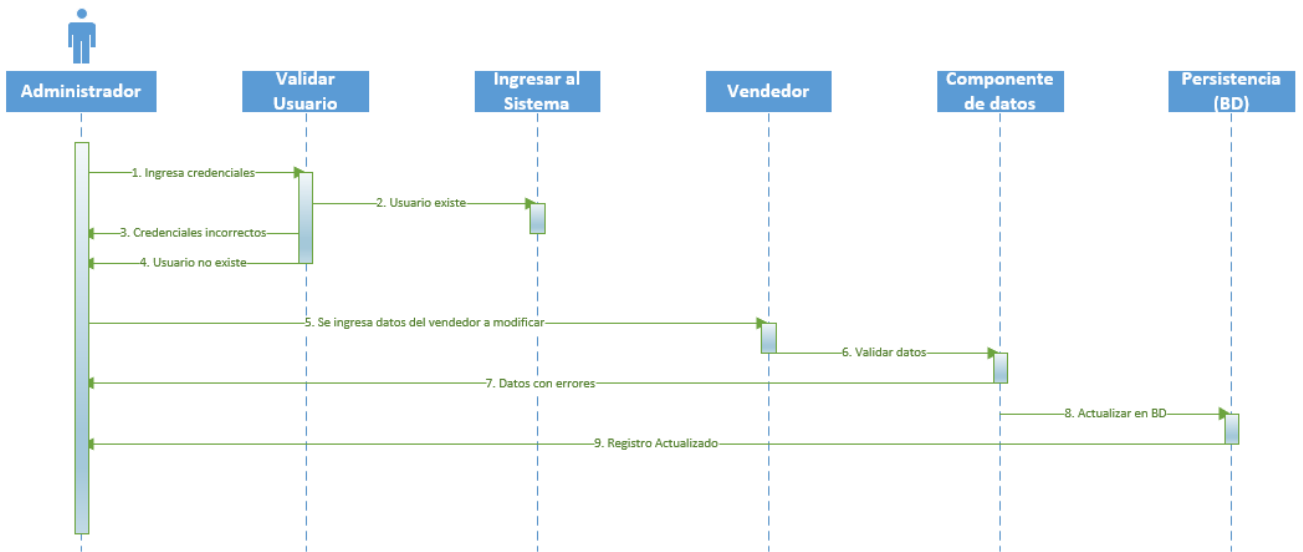 Administrador
Validar
Usuario
Ingresar al
Sistema
Vendedor
Componente
de datos
Persistencia
(BD)
1. Ingresa credenciales
2. Usuario existe
3. Credenciales incorrectos
4. Usuario no existe
5. Se ingresa datos del vendedor a modificar
6. Validar datos
7. Datos con errores
8. Actualizar en BD
9. Registro Actualizado